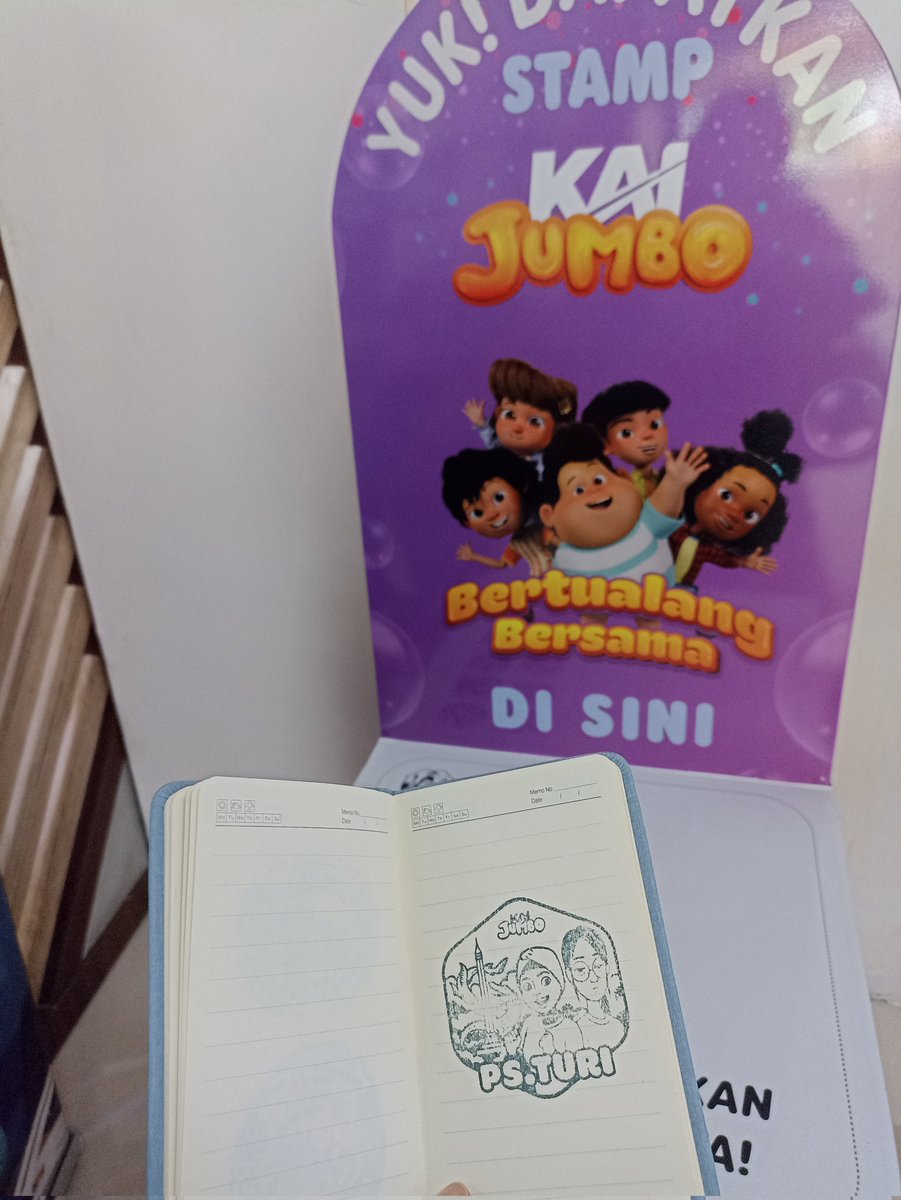 YUK! DAPATKAN
STAMP
KAI
JUMBO
Bertualang
Bersama
DI SINI
Memo No.
Mo Tu We Th Fr Sa Su
Date / /
Memo No.
Mo Tu We Th Fr Sa Su
Date / /
KAI
JUMBO
PS.TURI
KAN
A!